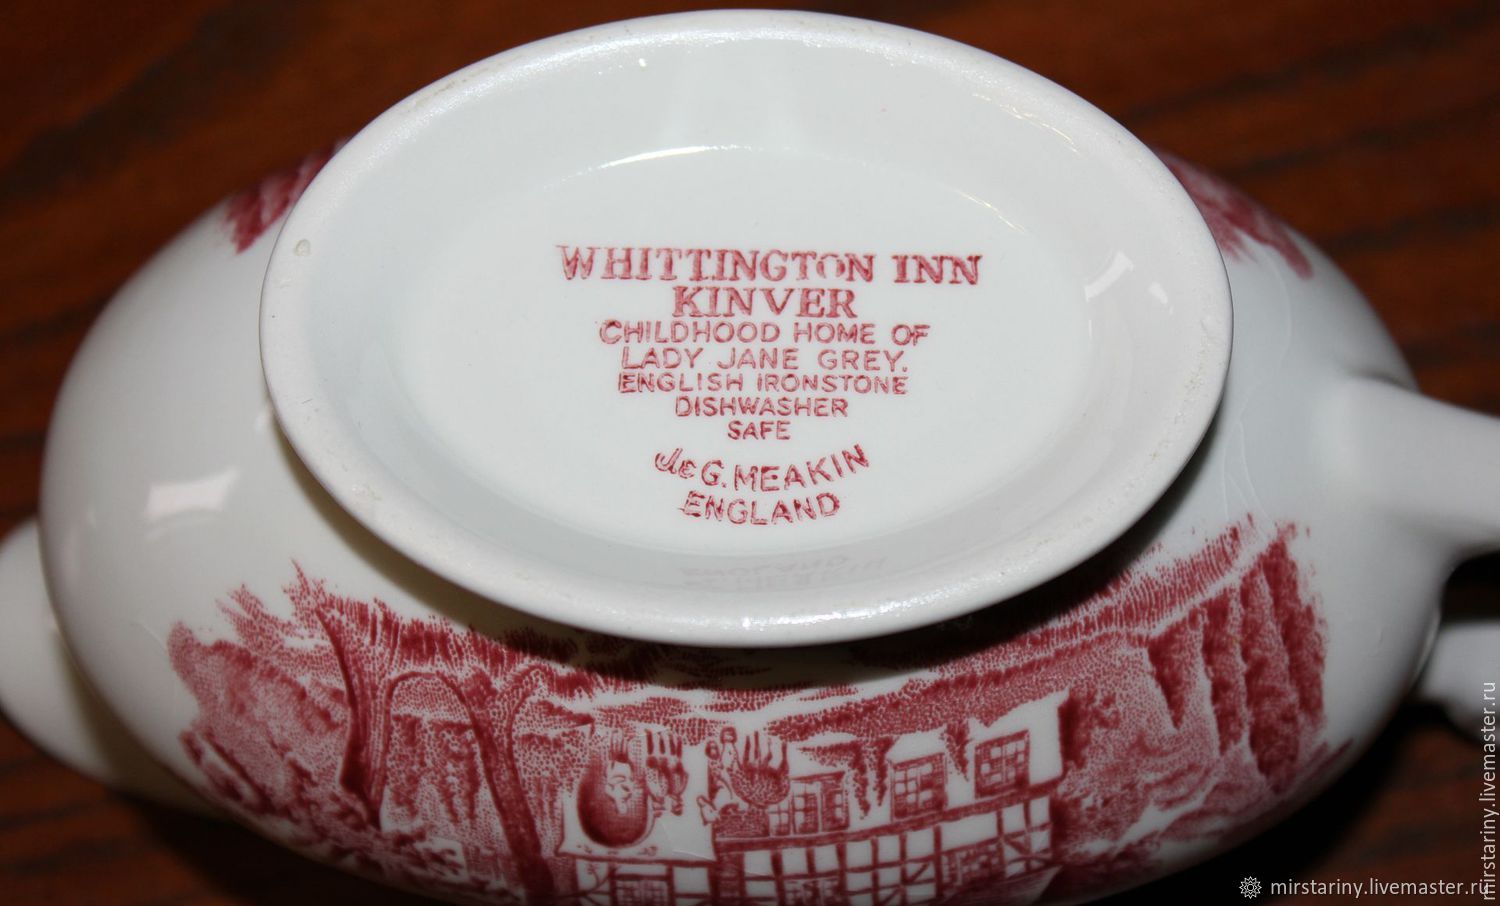 WHITTINGTON INN
KINVER
CHILDHOOD HOME OF
LADY JANE GREY.
ENGLISH IRONSTONE
DISHWASHER
SAFE
J&G. MEAKIN
ENGLAND
mirstariny.livemaster.ru
mirstariny.livemaster.ru